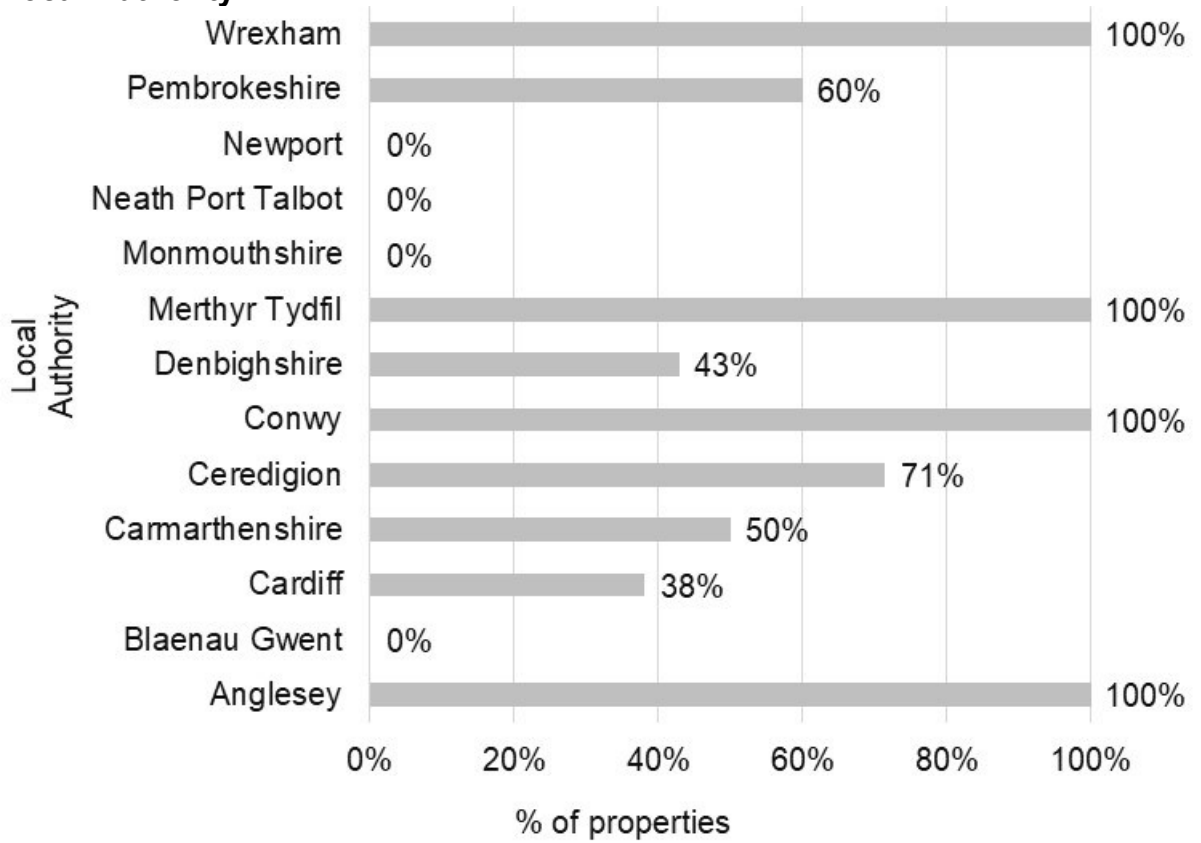 Wrexham 100%
Pembrokeshire 60%
Newport 0%
Neath Port Talbot 0%
Monmouthshire 0%
Merthyr Tydfil 100%
Denbighshire 43%
Conwy 100%
Ceredigion 71%
Carmarthenshire 50%
Cardiff 38%
Blaenau Gwent 0%
Anglesey 100%
Local
Authority
0% 20% 40% 60% 80% 100%
% of properties